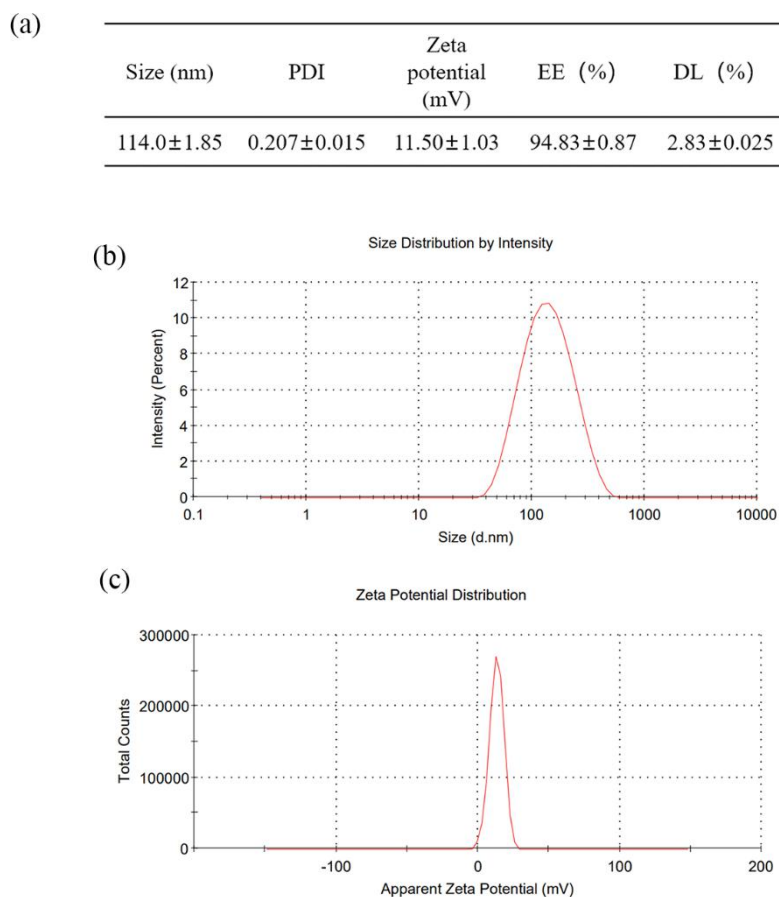 (a)
Size (nm) PDI Zeta potential (mV) EE（%） DL（%）
114.0±1.85 0.207±0.015 11.50±1.03 94.83±0.87 2.83±0.025
(b)
Size Distribution by Intensity
Intensity (Percent)
12
10
8
6
4
2
0
0.1 1 10 100 1000 10000
Size (d.nm)
(c)
Zeta Potential Distribution
Total Counts
300000
200000
100000
0
-100 0 100 200
Apparent Zeta Potential (mV)